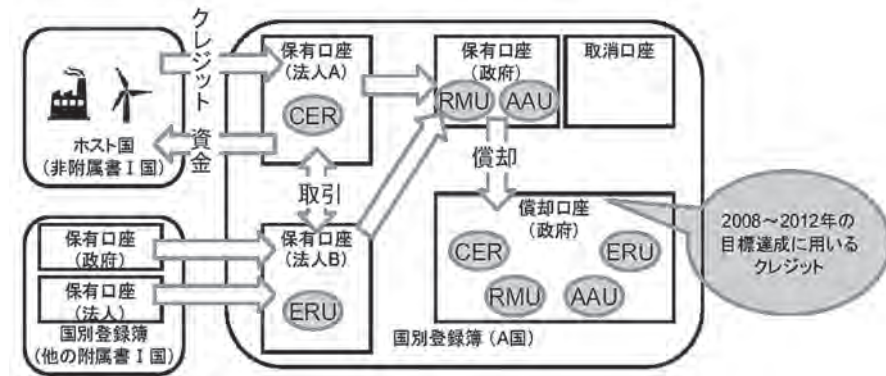 クレジット
資金
ホスト国
(非附属書Ⅰ国)
保有口座
(法人A)
CER
取引
保有口座
(法人B)
ERU
保有口座
(政府)
RMU
AAU
取消口座
償却
償却口座
(政府)
CER
ERU
RMU
AAU
2008～2012年の
目標達成に用いる
クレジット
保有口座
(政府)
保有口座
(法人)
国別登録簿
(他の附属書Ⅰ国)
国別登録簿(A国)